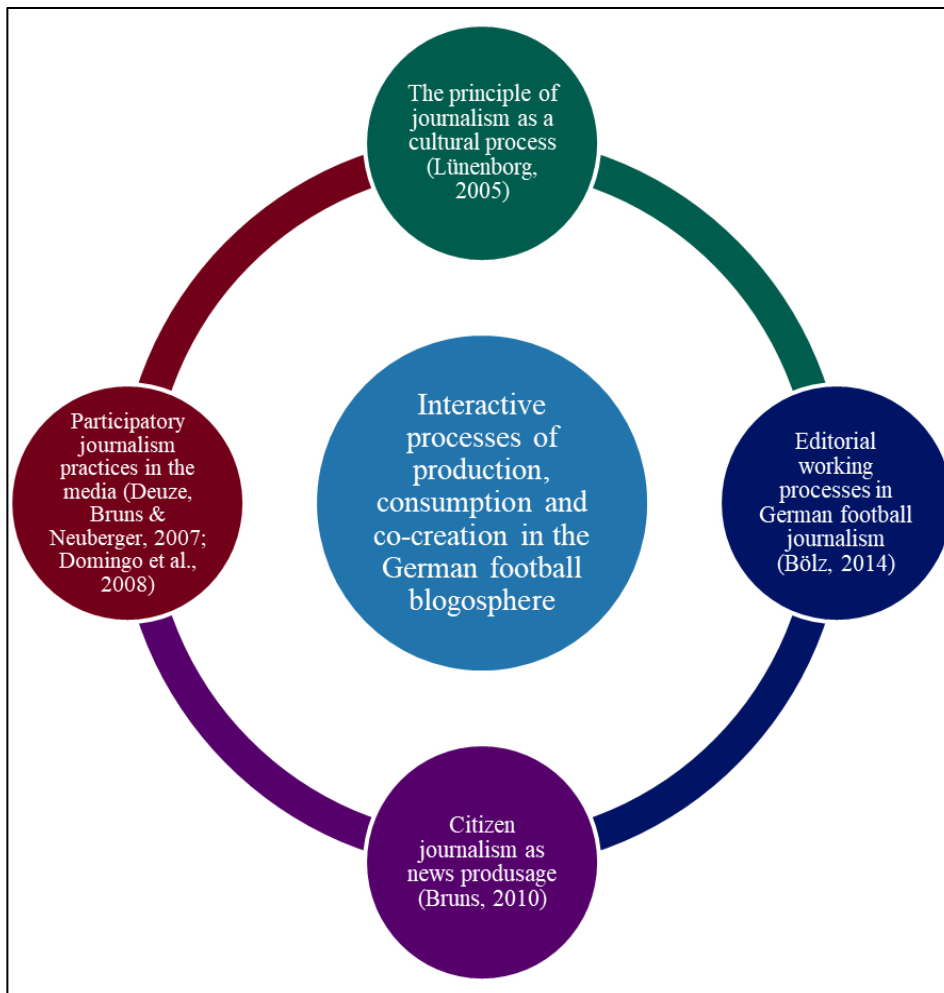 The principle of
journalism as a
cultural process
(Lünenborg,
2005)
Participatory
journalism
practices in the
media (Deuze,
Bruns &
Neuberger, 2007;
Domingo et al.,
2008)
Interactive
processes of
production,
consumption and
co-creation in the
German football
blogosphere
Editorial
working
processes in
German football
journalism
(Bölz, 2014)
Citizen
journalism as
news produsage
(Bruns, 2010)